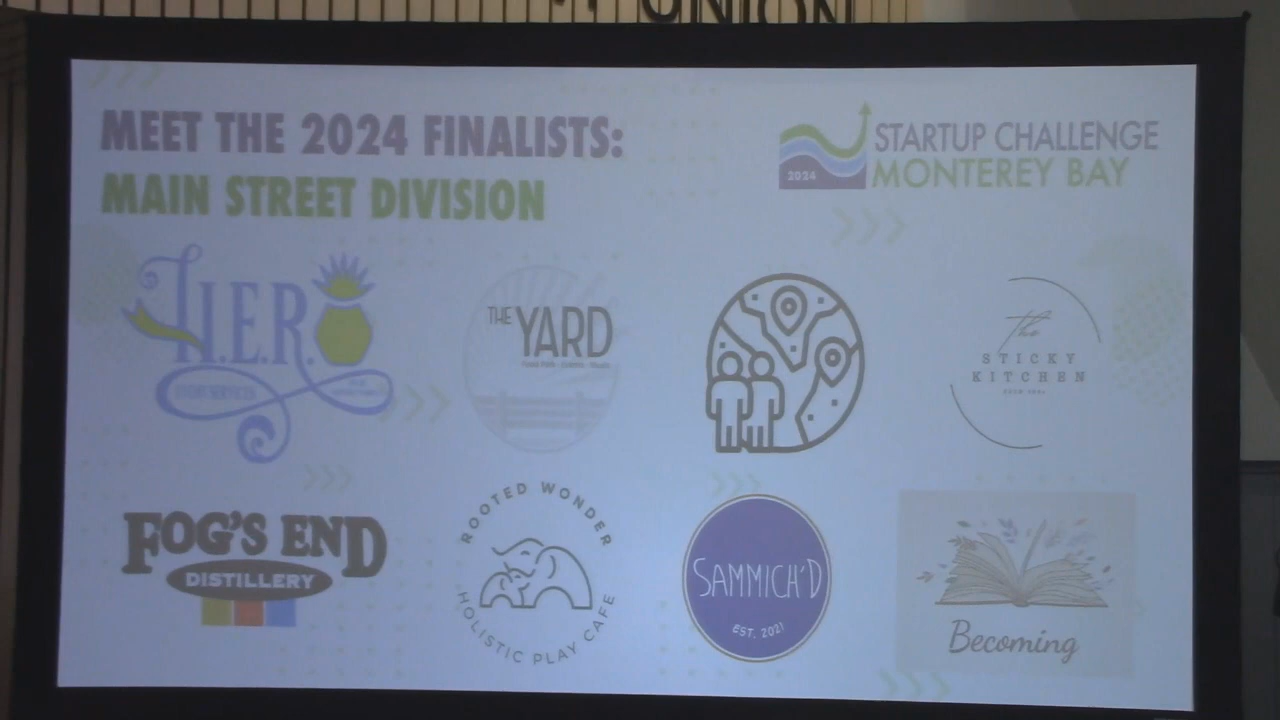 UNION
MEET THE 2024 FINALISTS:
MAIN STREET DIVISION
2024
STARTUP CHALLENGE
MONTEREY BAY
H.E.R.
THE
YARD
the
STICKY
KITCHEN
FOG'S END
DISTILLERY
ROOTED WONDER
HOLISTIC PLAY CAFE
SAMMICH'D
EST. 2021
Becoming